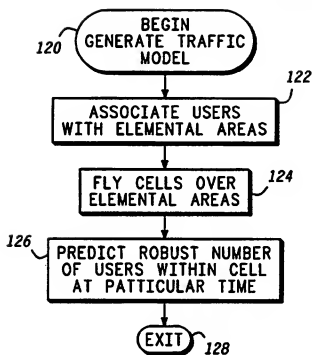 120
BEGIN
GENERATE TRAFFIC
MODEL
122
ASSOCIATE USERS
WITH ELEMENTAL AREAS
124
FLY CELLS OVER
ELEMENTAL AREAS
126
PREDICT ROBUST NUMBER
OF USERS WITHIN CELL
AT PATTICULAR TIME
EXIT
128